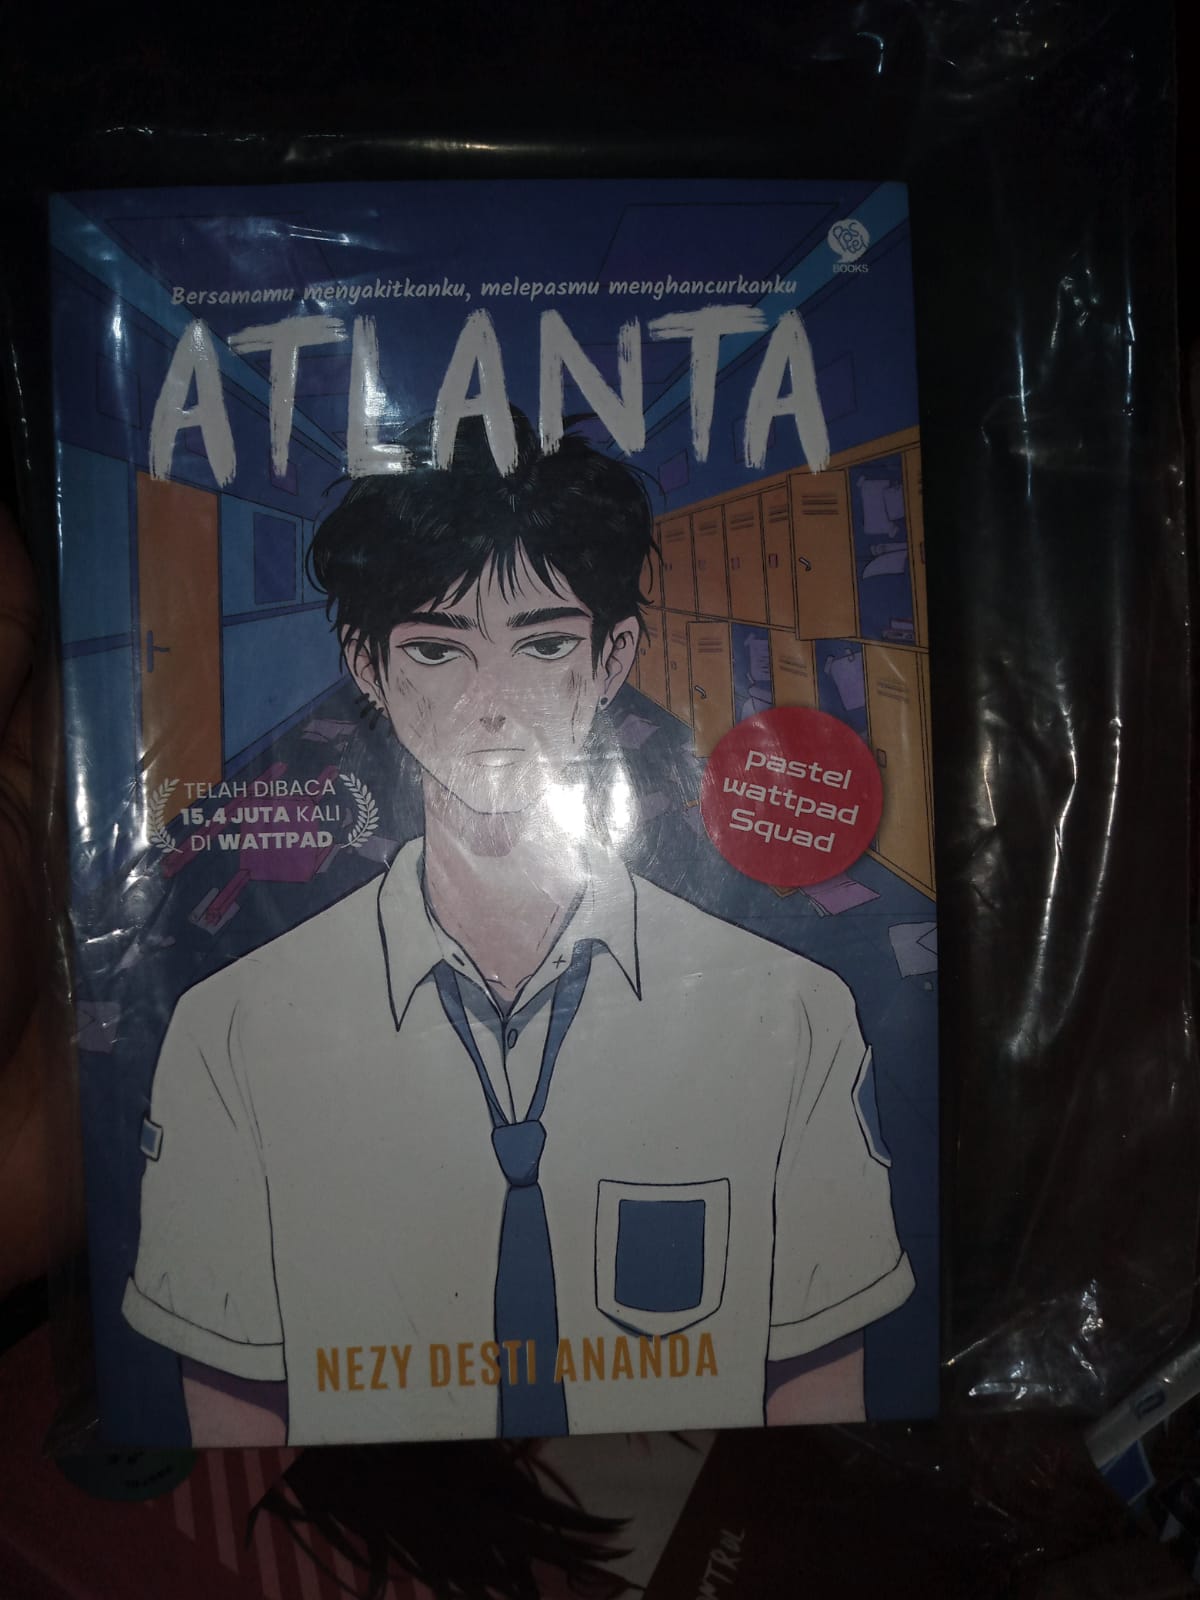 Pastel
BOOKS
Bersamamu menyakitkanku, melepasmu menghancurkanku
ATLANTA
TELAH DIBACA
15,4 JUTA KALI
DI WATTPAD
pastel
wattpad
Squad
NEZY DESTI ANANDA